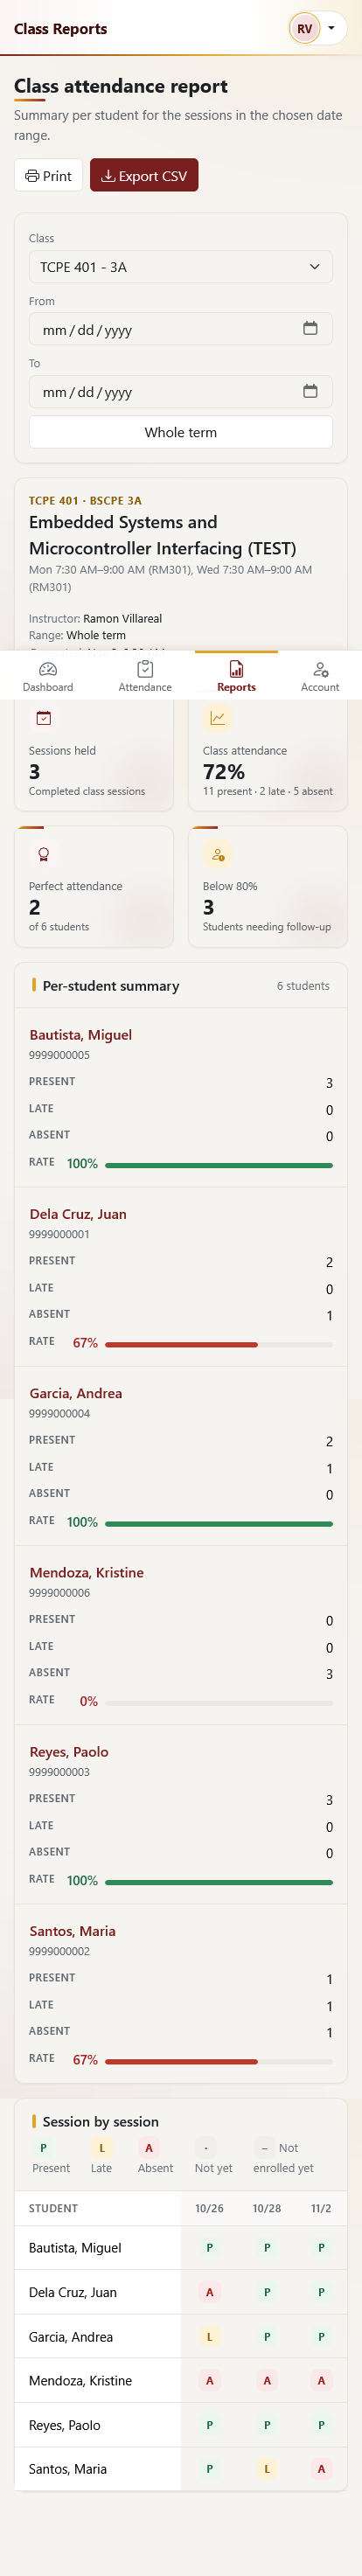 Class Reports
RV
Class attendance report
Summary per student for the sessions in the chosen date
range.
Print
Export CSV
Class
TCPE 401 - 3A
From
mm/dd/yyyy
To
mm/dd/yyyy
Whole term
TCPE 401 · BSCPE 3A
Embedded Systems and
Microcontroller Interfacing (TEST)
Mon 7:30 AM–9:00 AM (RM301), Wed 7:30 AM–9:00 AM
(RM301)
Instructor: Ramon Villareal
Range: Whole term
Dashboard
Attendance
Reports
Account
Sessions held
3
Completed class sessions
Class attendance
72%
11 present · 2 late · 5 absent
Perfect attendance
2
of 6 students
Below 80%
3
Students needing follow-up
Per-student summary
6 students
Bautista, Miguel
9999000005
PRESENT 3
LATE 0
ABSENT 0
RATE 100%
Dela Cruz, Juan
9999000001
PRESENT 2
LATE 0
ABSENT 1
RATE 67%
Garcia, Andrea
9999000004
PRESENT 2
LATE 1
ABSENT 0
RATE 100%
Mendoza, Kristine
9999000006
PRESENT 0
LATE 0
ABSENT 3
RATE 0%
Reyes, Paolo
9999000003
PRESENT 3
LATE 0
ABSENT 0
RATE 100%
Santos, Maria
9999000002
PRESENT 1
LATE 1
ABSENT 1
RATE 67%
Session by session
P Present
L Late
A Absent
· Not yet
– Not enrolled yet
STUDENT 10/26 10/28 11/2
Bautista, Miguel P P P
Dela Cruz, Juan A P P
Garcia, Andrea L P P
Mendoza, Kristine A A A
Reyes, Paolo P P P
Santos, Maria P L A